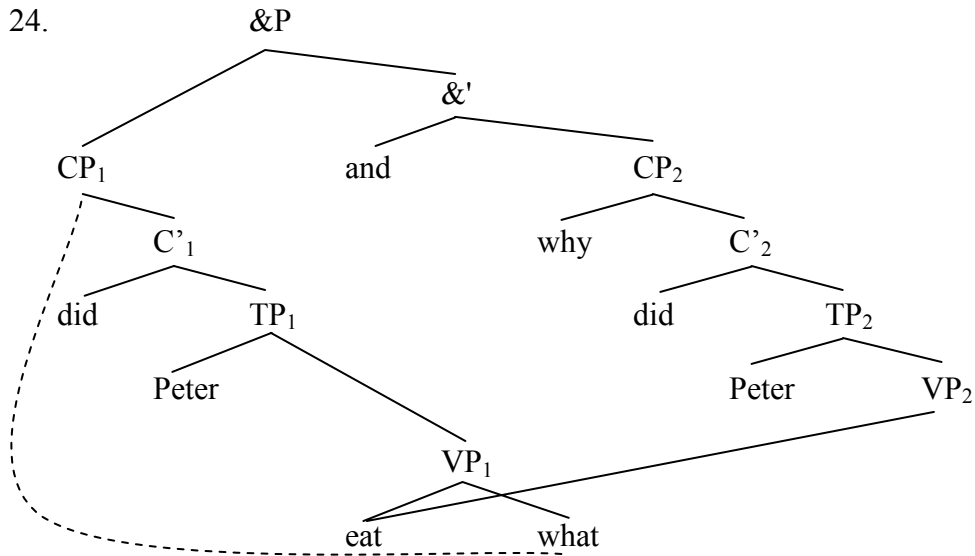 24. &P
&'
CP₁ and CP₂
C’₁ why C’₂
did TP₁ did TP₂
Peter Peter VP₂
VP₁
eat what